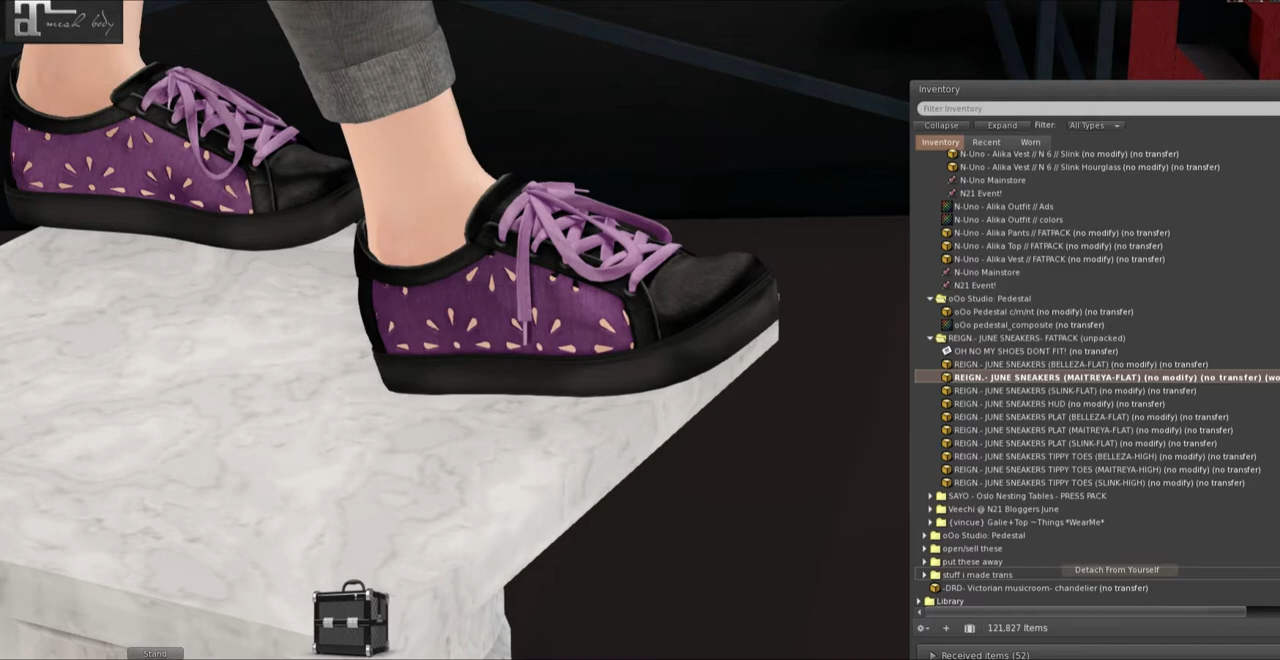 mesh body
Inventory
Filter Inventory
Collapse Expand Filter: All Types
Inventory Recent Worn
N-Uno - Alika Vest // N 6 // Slink (no modify) (no transfer)
N-Uno - Alika Vest // N 6 // Slink Hourglass (no modify) (no transfer)
N-Uno Mainstore
N21 Event!
N-Uno - Alika Outfit // Ads
N-Uno - Alika Outfit // colors
N-Uno - Alika Pants // FATPACK (no modify) (no transfer)
N-Uno - Alika Top // FATPACK (no modify) (no transfer)
N-Uno - Alika Vest // FATPACK (no modify) (no transfer)
N-Uno Mainstore
N21 Event!
oOo Studio: Pedestal
oOo Pedestal c/m/nt (no modify) (no transfer)
oOo pedestal_composite (no transfer)
REIGN.- JUNE SNEAKERS- FATPACK (unpacked)
OH NO MY SHOES DONT FIT! (no transfer)
REIGN.- JUNE SNEAKERS (BELLEZA-FLAT) (no modify) (no transfer)
REIGN.- JUNE SNEAKERS (MAITREYA-FLAT) (no modify) (no transfer) (wo
REIGN.- JUNE SNEAKERS (SLINK-FLAT) (no modify) (no transfer)
REIGN.- JUNE SNEAKERS HUD (no modify) (no transfer)
REIGN.- JUNE SNEAKERS PLAT (BELLEZA-FLAT) (no modify) (no transfer)
REIGN.- JUNE SNEAKERS PLAT (MAITREYA-FLAT) (no modify) (no transfer)
REIGN.- JUNE SNEAKERS PLAT (SLINK-FLAT) (no modify) (no transfer)
REIGN.- JUNE SNEAKERS TIPPY TOES (BELLEZA-HIGH) (no modify) (no transfer)
REIGN.- JUNE SNEAKERS TIPPY TOES (MAITREYA-HIGH) (no modify) (no transfer)
REIGN.- JUNE SNEAKERS TIPPY TOES (SLINK-HIGH) (no modify) (no transfer)
SAYO - Oslo Nesting Tables - PRESS PACK
Veechi @ N21 Bloggers June
{vincue} Galie+Top ~Things *WearMe*
oOo Studio: Pedestal
open/sell these
put these away
Detach From Yourself
stuff i made trans
-DRD- Victorian musicroom- chandelier (no transfer)
Library
121,827 Items
Received items (52)
Stand